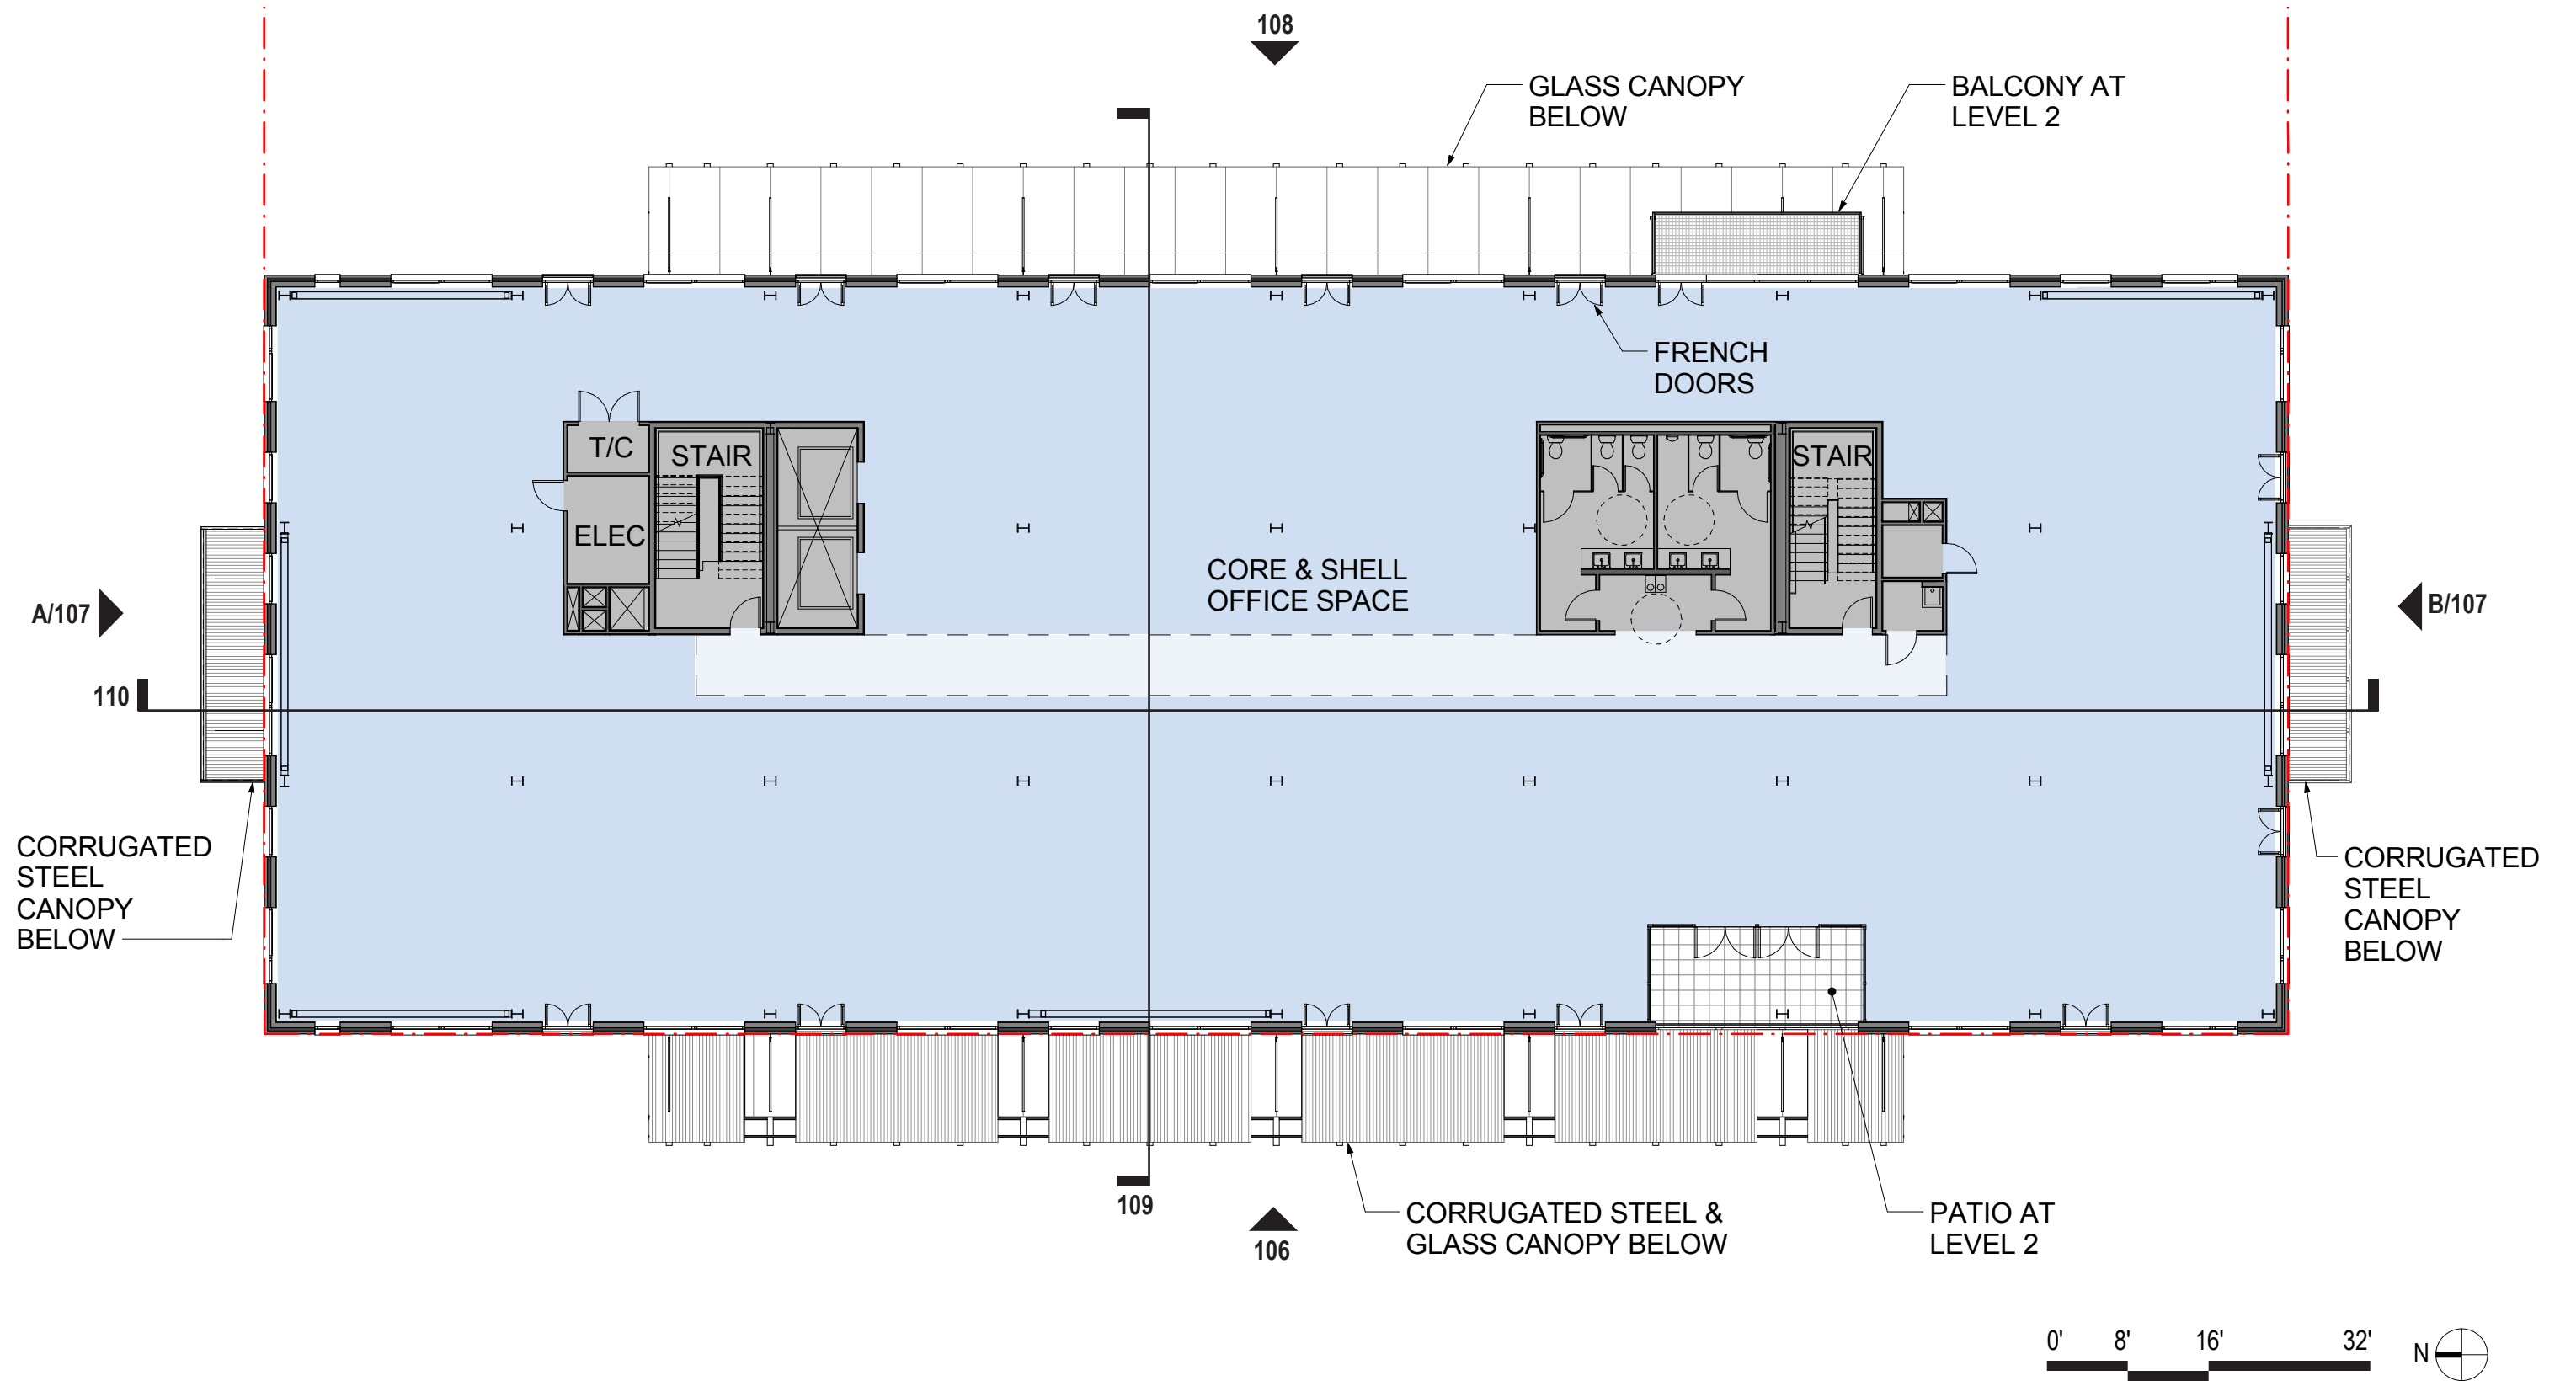 108
GLASS CANOPY
BELOW
BALCONY AT
LEVEL 2
FRENCH
DOORS
T/C
STAIR
ELEC
STAIR
CORE & SHELL
OFFICE SPACE
A/107
B/107
110
CORRUGATED
STEEL
CANOPY
BELOW
CORRUGATED
STEEL
CANOPY
BELOW
109
106
CORRUGATED STEEL &
GLASS CANOPY BELOW
PATIO AT
LEVEL 2
0' 8' 16' 32'
N